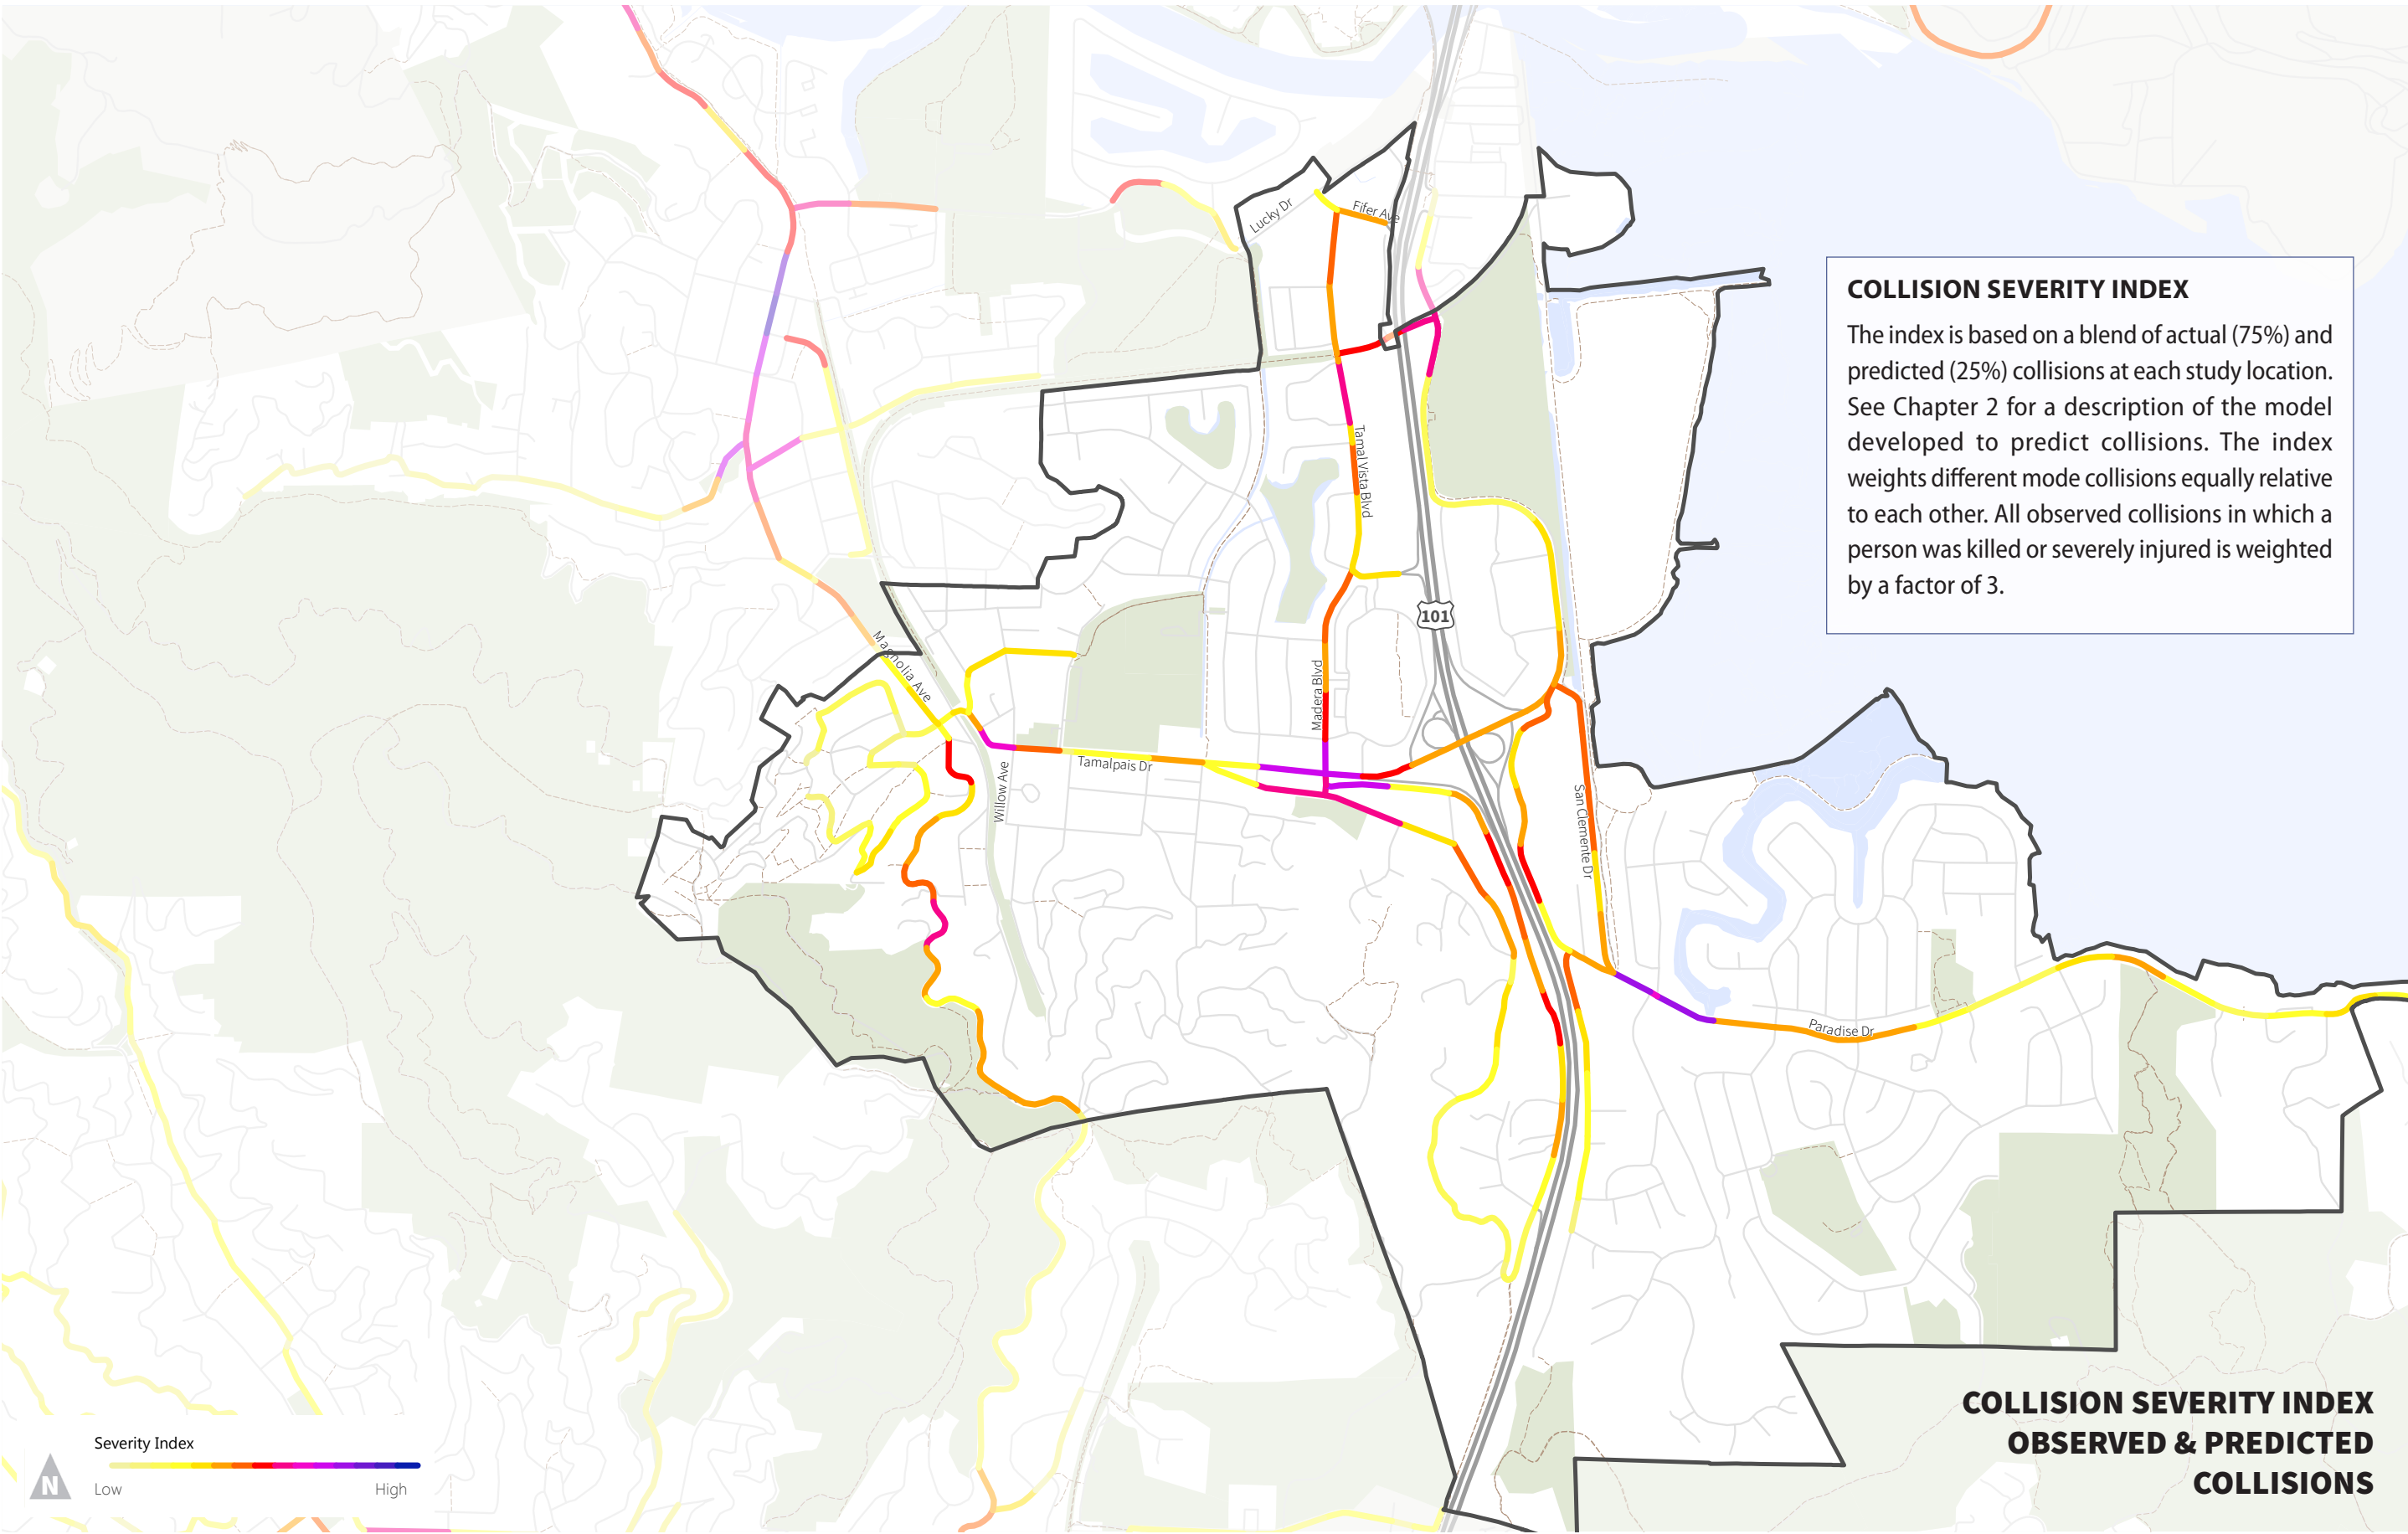 Lucky Dr
Fifer Ave
COLLISION SEVERITY INDEX
The index is based on a blend of actual (75%) and
predicted (25%) collisions at each study location.
See Chapter 2 for a description of the model
developed to predict collisions. The index
weights different mode collisions equally relative
to each other. All observed collisions in which a
person was killed or severely injured is weighted
by a factor of 3.
Tamal Vista Blvd
101
Magnolia Ave
Madera Blvd
Tamalpais Dr
Willow Ave
San Clemente Dr
Paradise Dr
COLLISION SEVERITY INDEX
OBSERVED & PREDICTED
COLLISIONS
Severity Index
N
Low High